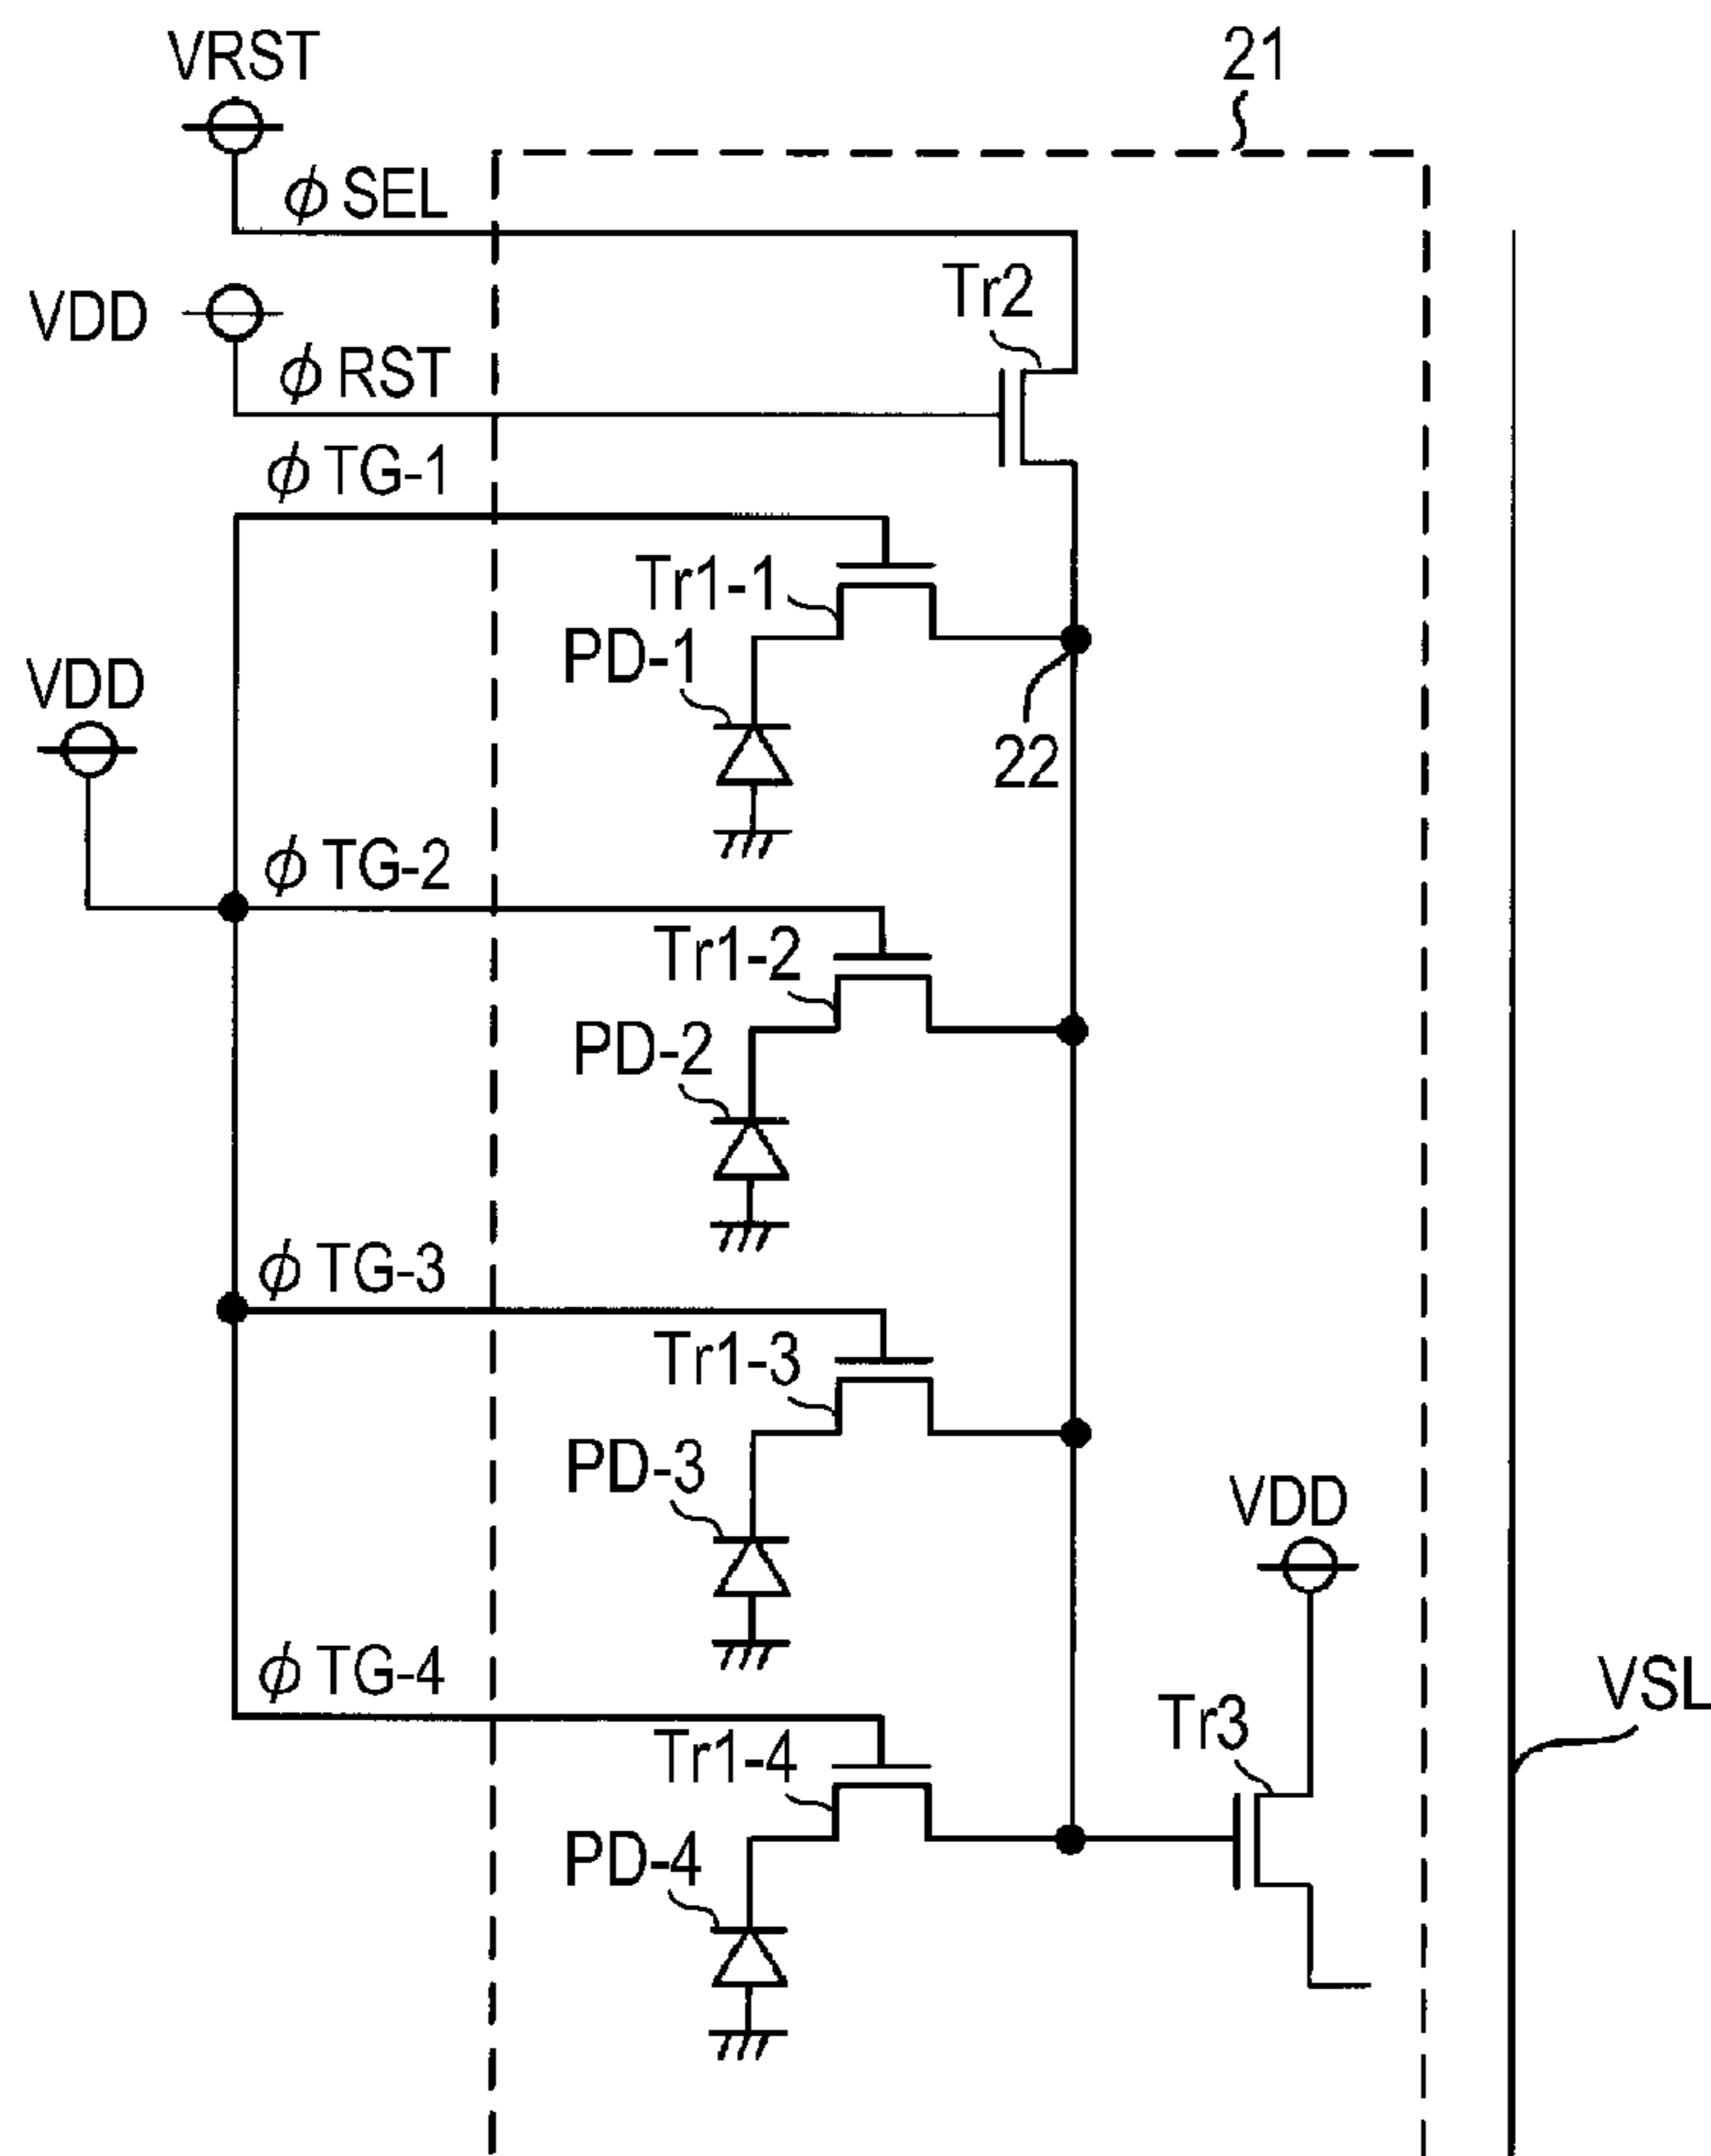 VRST
21
ϕ SEL
Tr2
VDD
ϕ RST
ϕ TG-1
Tr1-1
PD-1
VDD
22
ϕ TG-2
Tr1-2
PD-2
ϕ TG-3
Tr1-3
PD-3
VDD
ϕ TG-4
VSL
Tr3
Tr1-4
PD-4